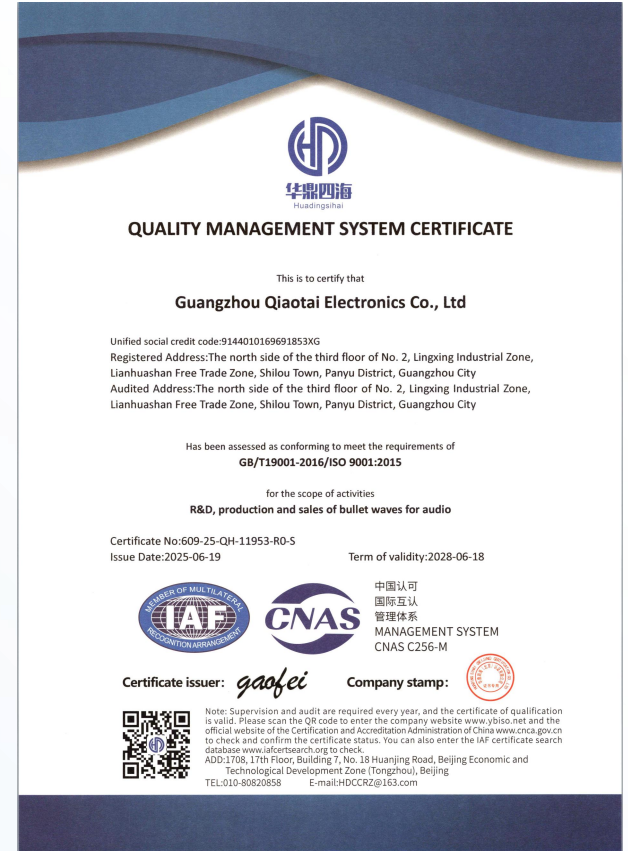 华鼎四海
Huadingsihai
QUALITY MANAGEMENT SYSTEM CERTIFICATE
This is to certify that
Guangzhou Qiaotai Electronics Co., Ltd
Unified social credit code:9144010169691853XG
Registered Address:The north side of the third floor of No. 2, Lingxing Industrial Zone,
Lianhuashan Free Trade Zone, Shilou Town, Panyu District, Guangzhou City
Audited Address:The north side of the third floor of No. 2, Lingxing Industrial Zone,
Lianhuashan Free Trade Zone, Shilou Town, Panyu District, Guangzhou City
Has been assessed as conforming to meet the requirements of
GB/T19001-2016/ISO 9001:2015
for the scope of activities
R&D, production and sales of bullet waves for audio
Certificate No:609-25-QH-11953-R0-S
Issue Date:2025-06-19 Term of validity:2028-06-18
MEMBER OF MULTILATERAL
IAF
RECOGNITION ARRANGEMENT
CNAS
中国认可
国际互认
管理体系
MANAGEMENT SYSTEM
CNAS C256-M
Certificate issuer: gaofei Company stamp:
Note: Supervision and audit are required every year, and the certificate of qualification
is valid. Please scan the QR code to enter the company website www.ybiso.net and the
official website of the Certification and Accreditation Administration of China www.cnca.gov.cn
to check and confirm the certificate status. You can also enter the IAF certificate search
database www.iafcertsearch.org to check.
ADD:1708, 17th Floor, Building 7, No. 18 Huanjing Road, Beijing Economic and
Technological Development Zone (Tongzhou), Beijing
TEL:010-80820858 E-mail:HDCCRZ@163.com